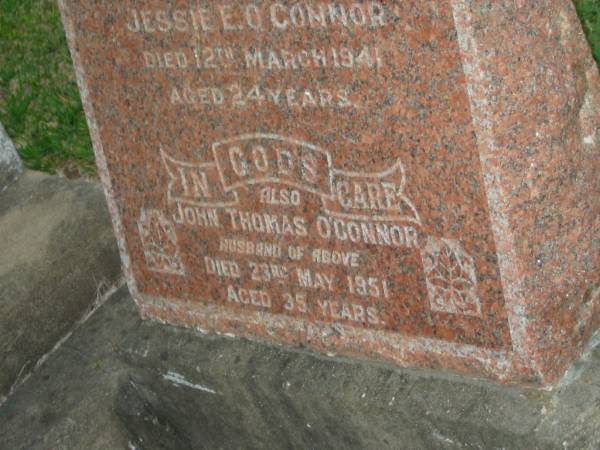 JESSIE E. O'CONNOR
DIED 12TH MARCH 1941
AGED 24 YEARS.
IN GOD'S CARE
ALSO
JOHN THOMAS O'CONNOR
HUSBAND OF ABOVE
DIED 23RD MAY 1951
AGED 35 YEARS.